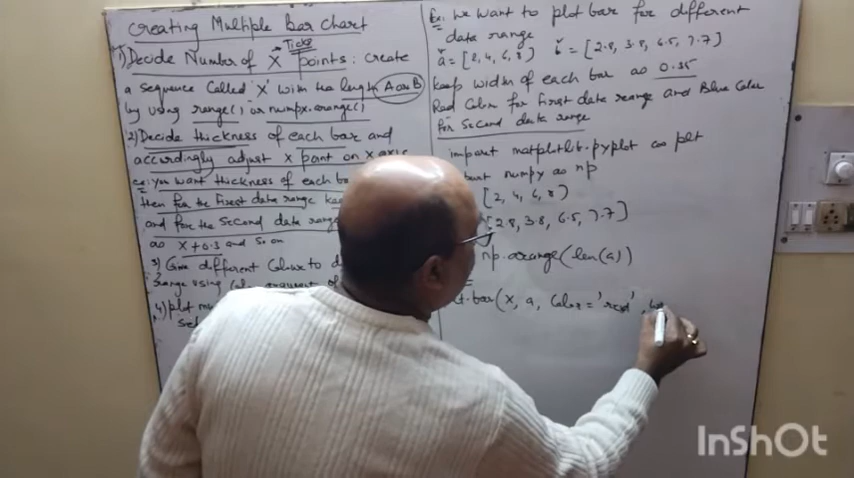 Creating Multiple Bar Chart
1) Decide Number of X Ticks points: create
a sequence Called 'X' with the length A or B
by using range() or numpy.arange()
2) Decide thickness of each bar and
accordingly adjust X point on X axis
eg: You want thickness of each
then for the first data range
and for the Second data range
as X+0.3 and so on
3) Give different Colours to
range using
4) plot
Ex: We want to plot bar for different
data range
a = [2, 4, 6, 8] b = [2.8, 3.8, 6.5, 7.7]
keep width of each bar as 0.35
Red Color for First data range and Blue Color
for Second data range
import matplotlib.pyplot as plt
numpy as np
[2, 4, 6, 8]
[2.8, 3.8, 6.5, 7.7]
np.arange(len(a))
.bar(X, a, Color='red',
InShOt